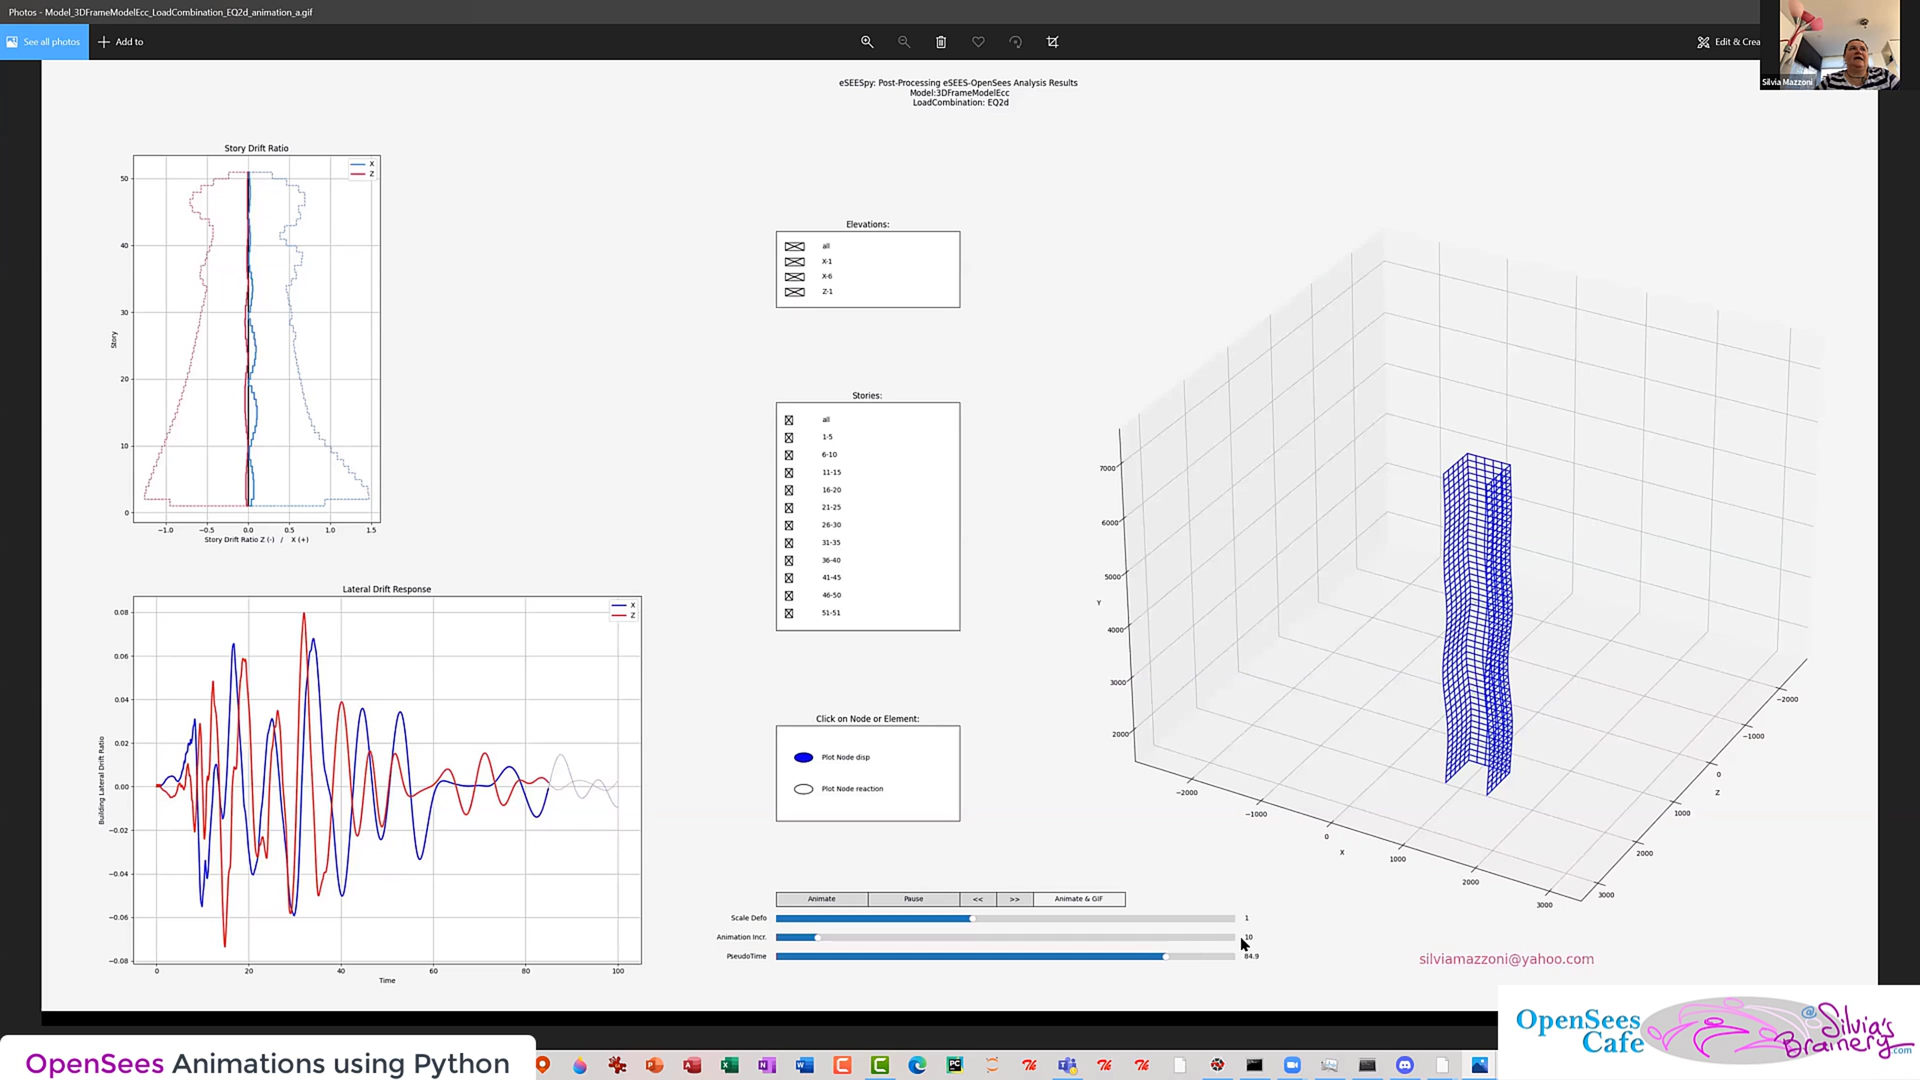 Photos - Model_3DFrameModelEcc_LoadCombination_EQ2d_animation_a.gif
See all photos
Add to
Edit & Crea
Silvia Mazzoni
eSEESpy: Post-Processing eSEES-OpenSees Analysis Results
Model:3DFrameModelEcc
LoadCombination: EQ2d
Story Drift Ratio
X
Z
50
40
30
20
10
0
Story
−1.0 −0.5 0.0 0.5 1.0 1.5
Story Drift Ratio Z (-) / X (+)
Lateral Drift Response
X
Z
0.08
0.06
0.04
0.02
0.00
−0.02
−0.04
−0.06
−0.08
Building Lateral Drift Ratio
0 20 40 60 80 100
Time
Elevations:
all
X-1
X-6
Z-1
Stories:
all
1-5
6-10
11-15
16-20
21-25
26-30
31-35
36-40
41-45
46-50
51-51
Click on Node or Element:
Plot Node disp
Plot Node reaction
Animate Pause << >> Animate & GIF
Scale Defo 1
Animation Incr. 10
PseudoTime 84.9
7000
6000
5000
Y
4000
3000
2000
−2000
−1000
0
X
1000
2000
3000
−2000
−1000
0
Z
1000
2000
3000
silviamazzoni@yahoo.com
OpenSees Cafe
@ Silvia's Brainery.com
OpenSees Animations using Python